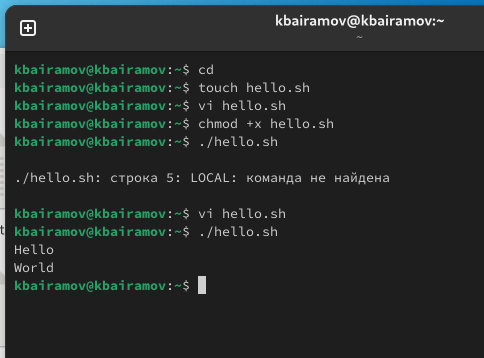 kbairamov@kbairamov:~
~
kbairamov@kbairamov:~$ cd
kbairamov@kbairamov:~$ touch hello.sh
kbairamov@kbairamov:~$ vi hello.sh
kbairamov@kbairamov:~$ chmod +x hello.sh
kbairamov@kbairamov:~$ ./hello.sh
./hello.sh: строка 5: LOCAL: команда не найдена
kbairamov@kbairamov:~$ vi hello.sh
kbairamov@kbairamov:~$ ./hello.sh
Hello
World
kbairamov@kbairamov:~$